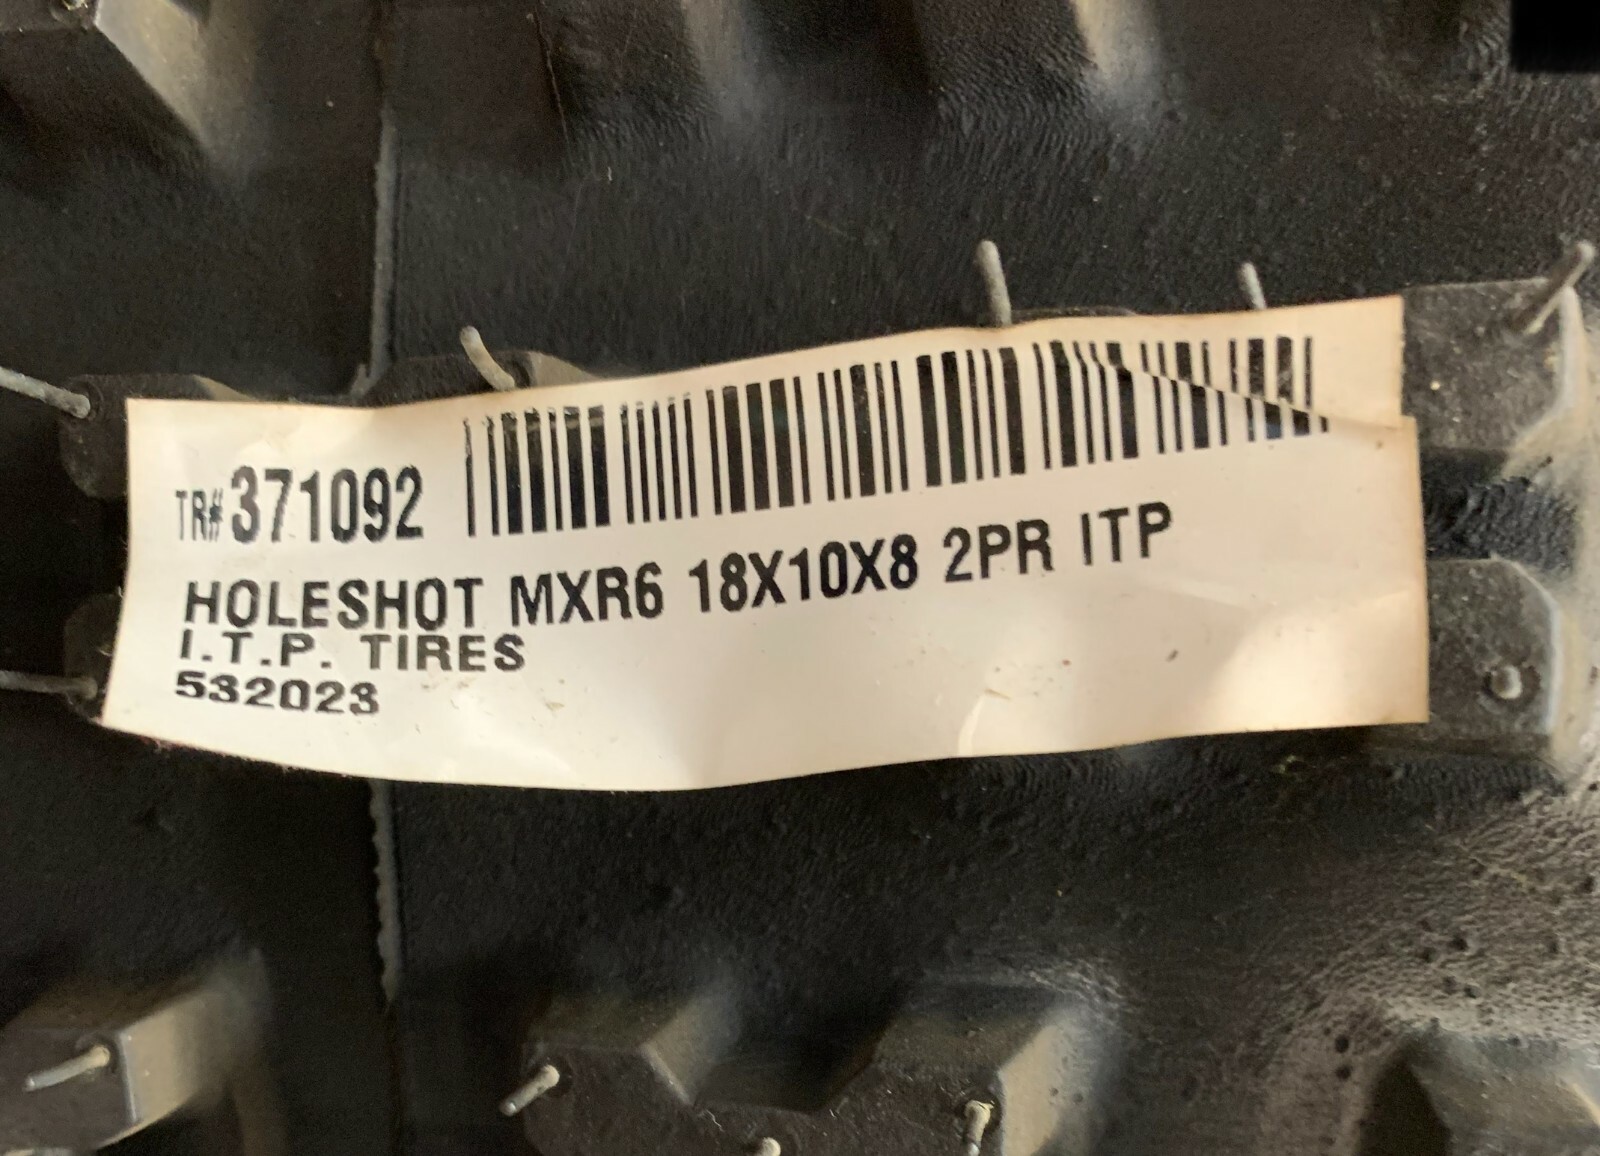 TR#371092
HOLESHOT MXR6 18X10X8 2PR ITP
I.T.P. TIRES
532023